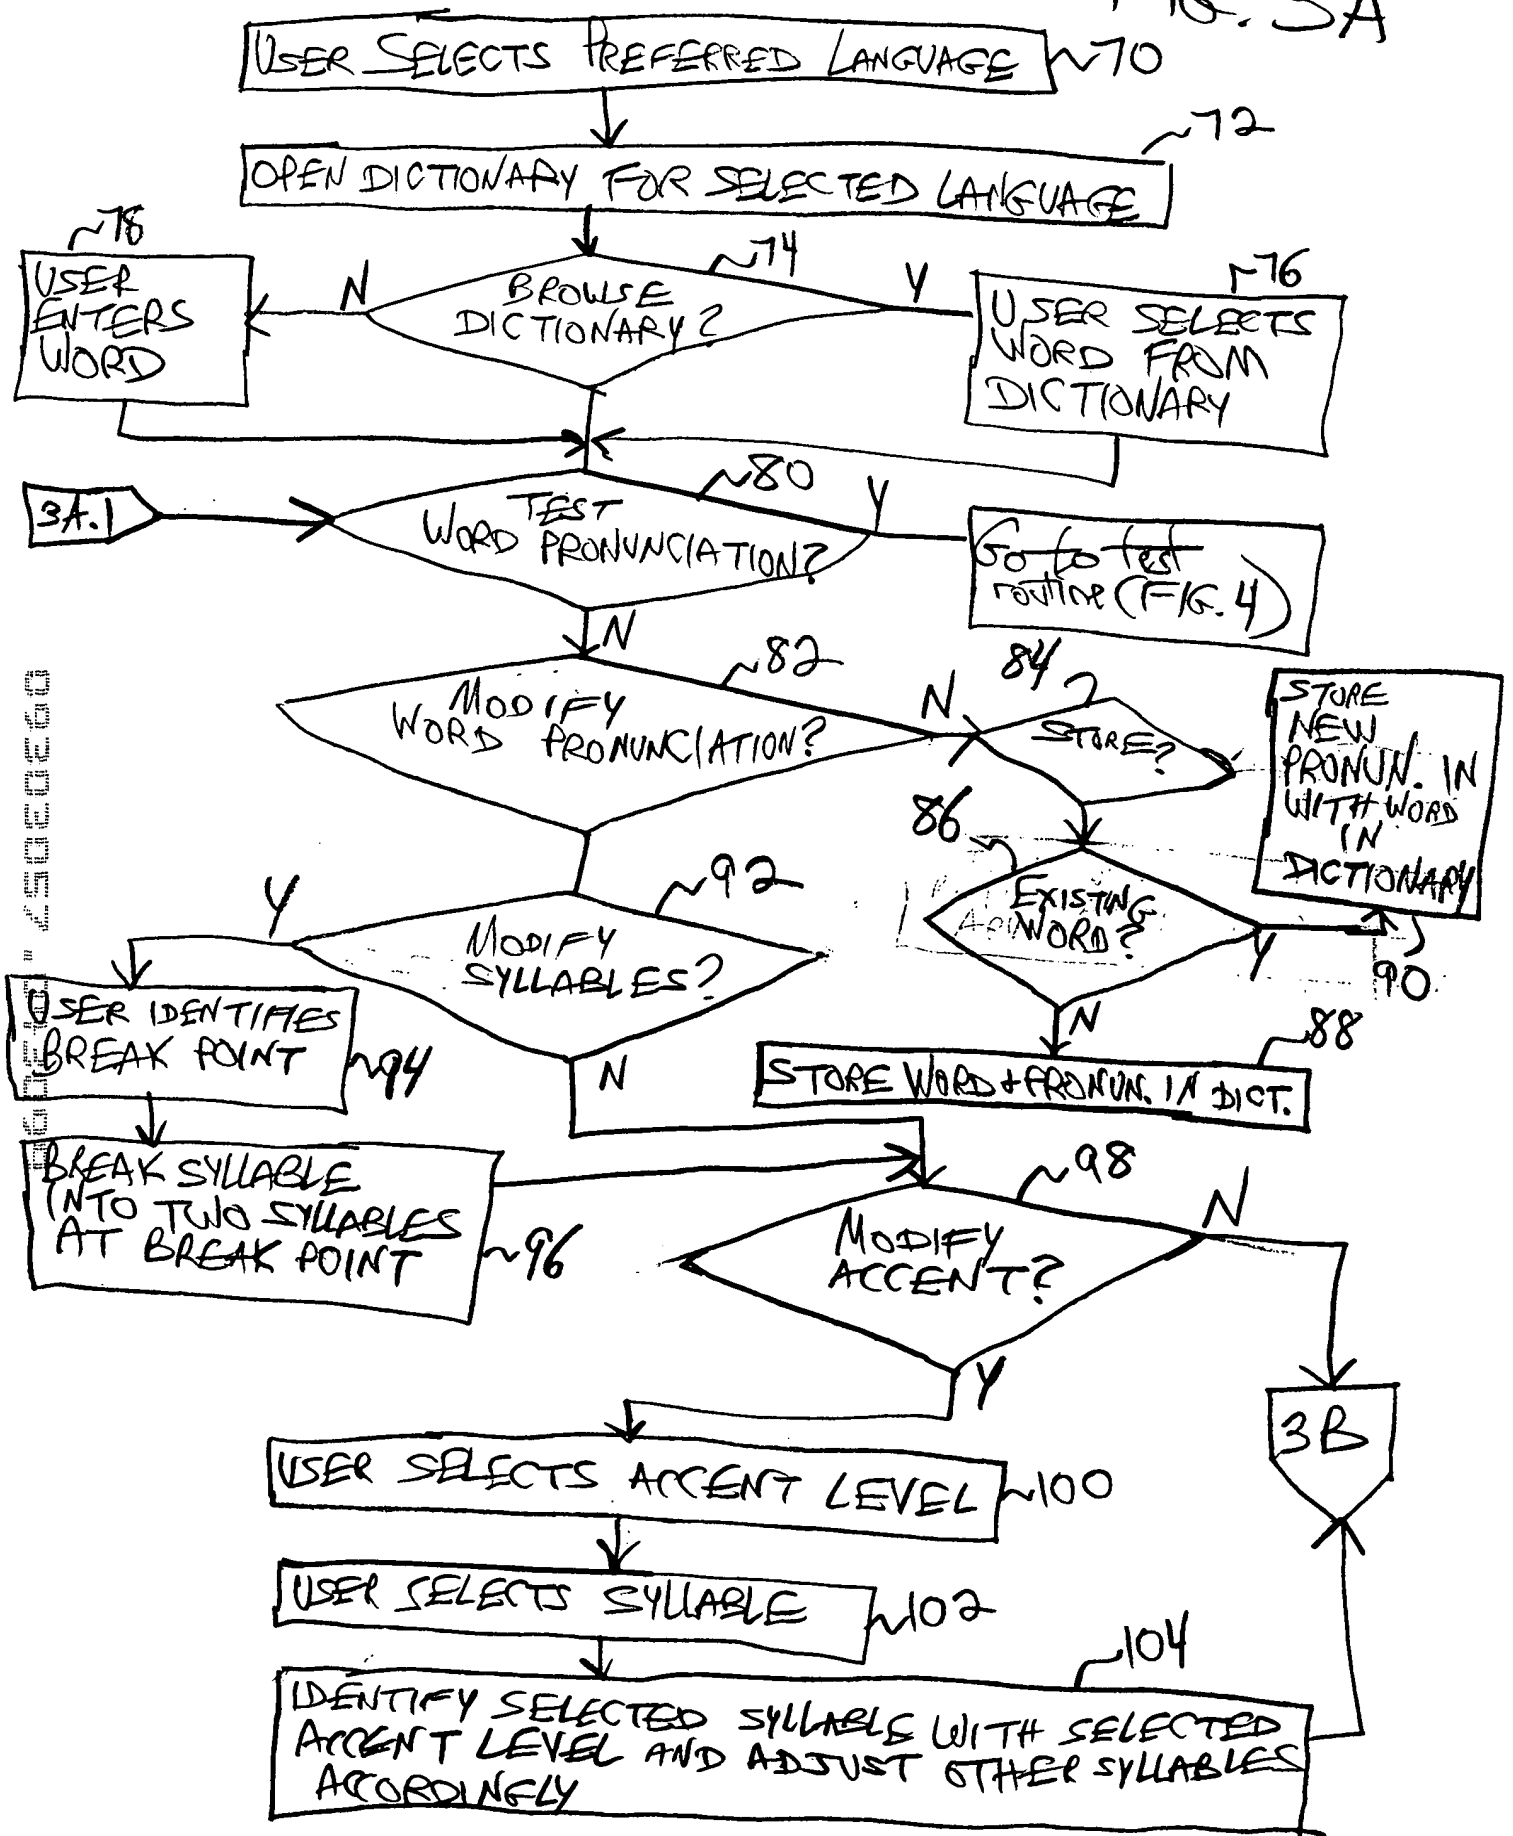 FIG. 3A
USER SELECTS PREFERRED LANGUAGE
70
72
OPEN DICTIONARY FOR SELECTED LANGUAGE
78
74
76
USER
ENTERS
WORD
N
BROWSE
DICTIONARY?
Y
USER SELECTS
WORD FROM
DICTIONARY
80
3A.1
TEST
WORD PRONUNCIATION?
Y
Go to test
routine (FIG. 4)
N
82
84
MODIFY
WORD PRONUNCIATION?
N
STORE?
STORE
NEW
PRONUN. IN
WITH WORD
IN
DICTIONARY
86
92
EXISTING
WORD?
Y
90
Y
MODIFY
SYLLABLES?
N
N
88
USER IDENTIFIES
BREAK POINT
94
STORE WORD + PRONUN. IN DICT.
BREAK SYLLABLE
INTO TWO SYLLABLES
AT BREAK POINT
96
98
MODIFY
ACCENT?
N
Y
3B
USER SELECTS ACCENT LEVEL
100
USER SELECTS SYLLABLE
102
104
IDENTIFY SELECTED SYLLABLE WITH SELECTED
ACCENT LEVEL AND ADJUST OTHER SYLLABLES
ACCORDINGLY